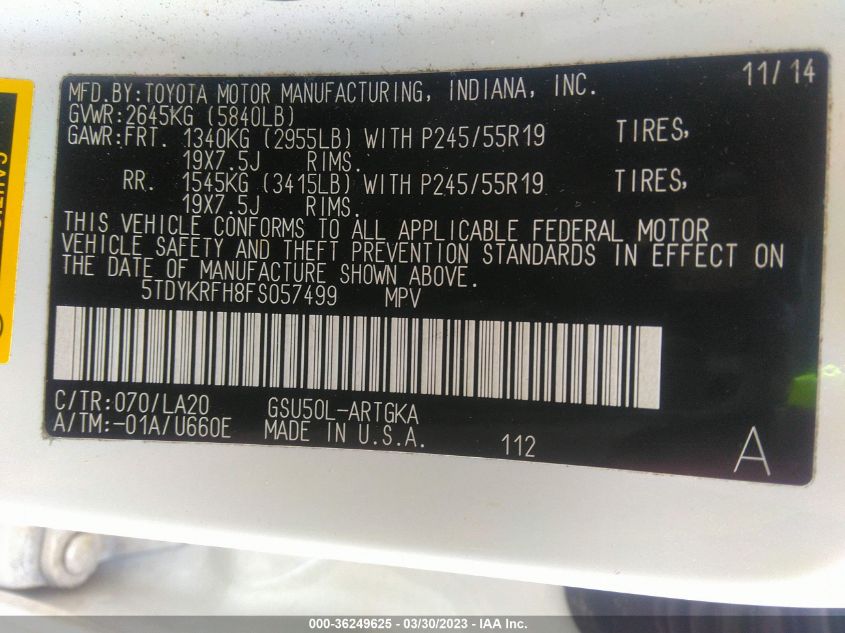 MFD.BY:TOYOTA MOTOR MANUFACTURING, INDIANA, INC. 11/14
GVWR:2645KG (5840LB)
GAWR:FRT. 1340KG (2955LB) WITH P245/55R19 TIRES,
19X7.5J RIMS.
RR. 1545KG (3415LB) WITH P245/55R19 TIRES,
19X7.5J RIMS.
THIS VEHICLE CONFORMS TO ALL APPLICABLE FEDERAL MOTOR
VEHICLE SAFETY AND THEFT PREVENTION STANDARDS IN EFFECT ON
THE DATE OF MANUFACTURE SHOWN ABOVE.
5TDYKRFH8FS057499 MPV
C/TR:070/LA20 GSU50L-ARTGKA
A/TM:-01A/U660E MADE IN U.S.A. 112 A
000-36249625 - 03/30/2023 - IAA Inc.